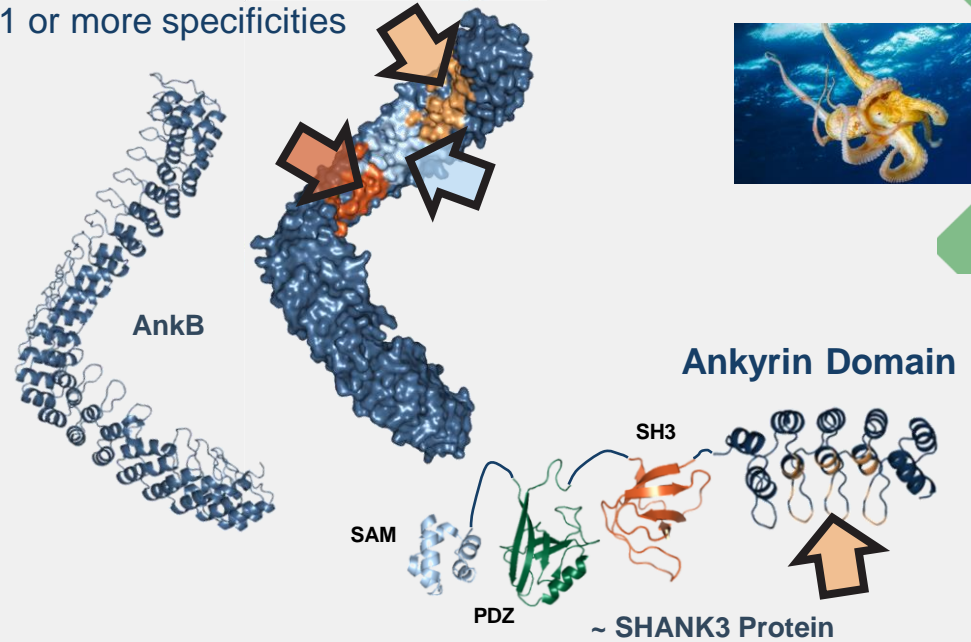 1 or more specificities
AnkB
Ankyrin Domain
SH3
SAM
PDZ
~ SHANK3 Protein